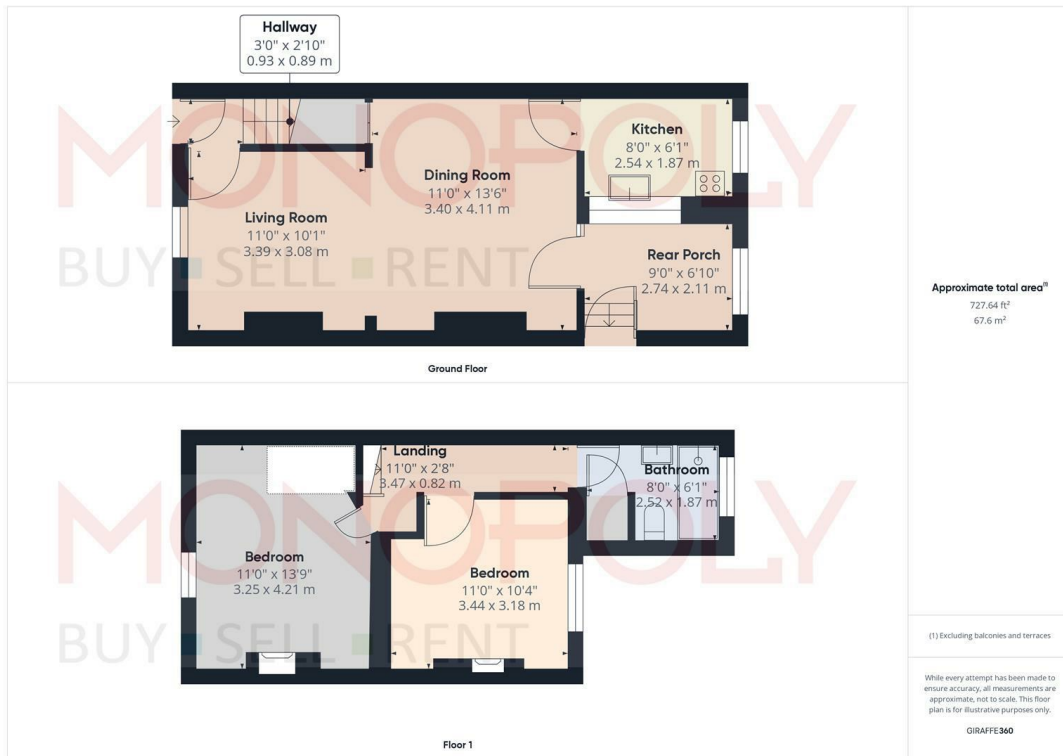 Hallway
3'0" x 2'10"
0.93 x 0.89 m
MONOPOLY
BUY SELL RENT
Kitchen
8'0" x 6'1"
2.54 x 1.87 m
Dining Room
11'0" x 13'6"
3.40 x 4.11 m
Living Room
11'0" x 10'1"
3.39 x 3.08 m
Rear Porch
9'0" x 6'10"
2.74 x 2.11 m
Ground Floor
Approximate total area(1)
727.64 ft²
67.6 m²
Landing
11'0" x 2'8"
3.47 x 0.82 m
Bathroom
8'0" x 6'1"
2.52 x 1.87 m
MONOPOLY
Bedroom
11'0" x 13'9"
3.25 x 4.21 m
Bedroom
11'0" x 10'4"
3.44 x 3.18 m
BUY SELL RENT
Floor 1
(1) Excluding balconies and terraces
While every attempt has been made to
ensure accuracy, all measurements are
approximate, not to scale. This floor
plan is for illustrative purposes only.
GIRAFFE360